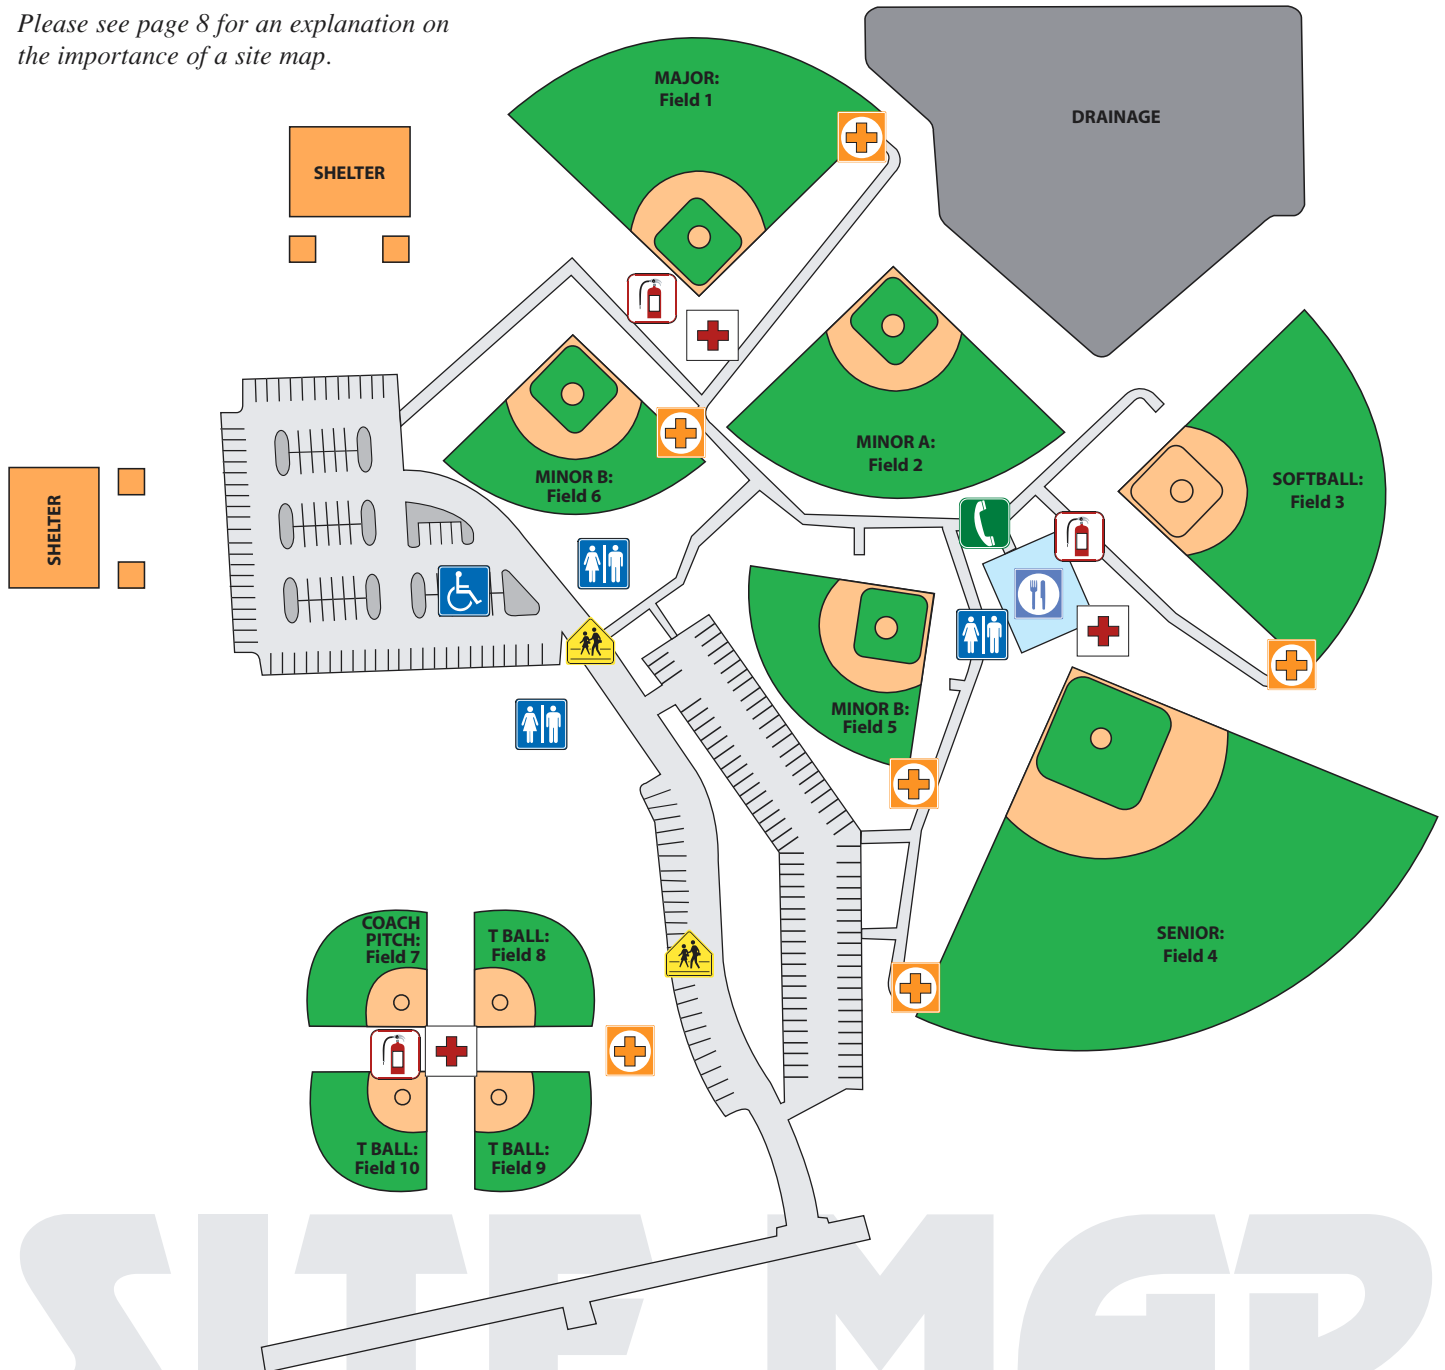 Please see page 8 for an explanation on
the importance of a site map.
MAJOR:
Field 1
DRAINAGE
SHELTER
MINOR A:
Field 2
MINOR B:
Field 6
SOFTBALL:
Field 3
SHELTER
MINOR B:
Field 5
COACH
PITCH:
Field 7
T BALL:
Field 8
SENIOR:
Field 4
T BALL:
Field 10
T BALL:
Field 9
SITE MAP